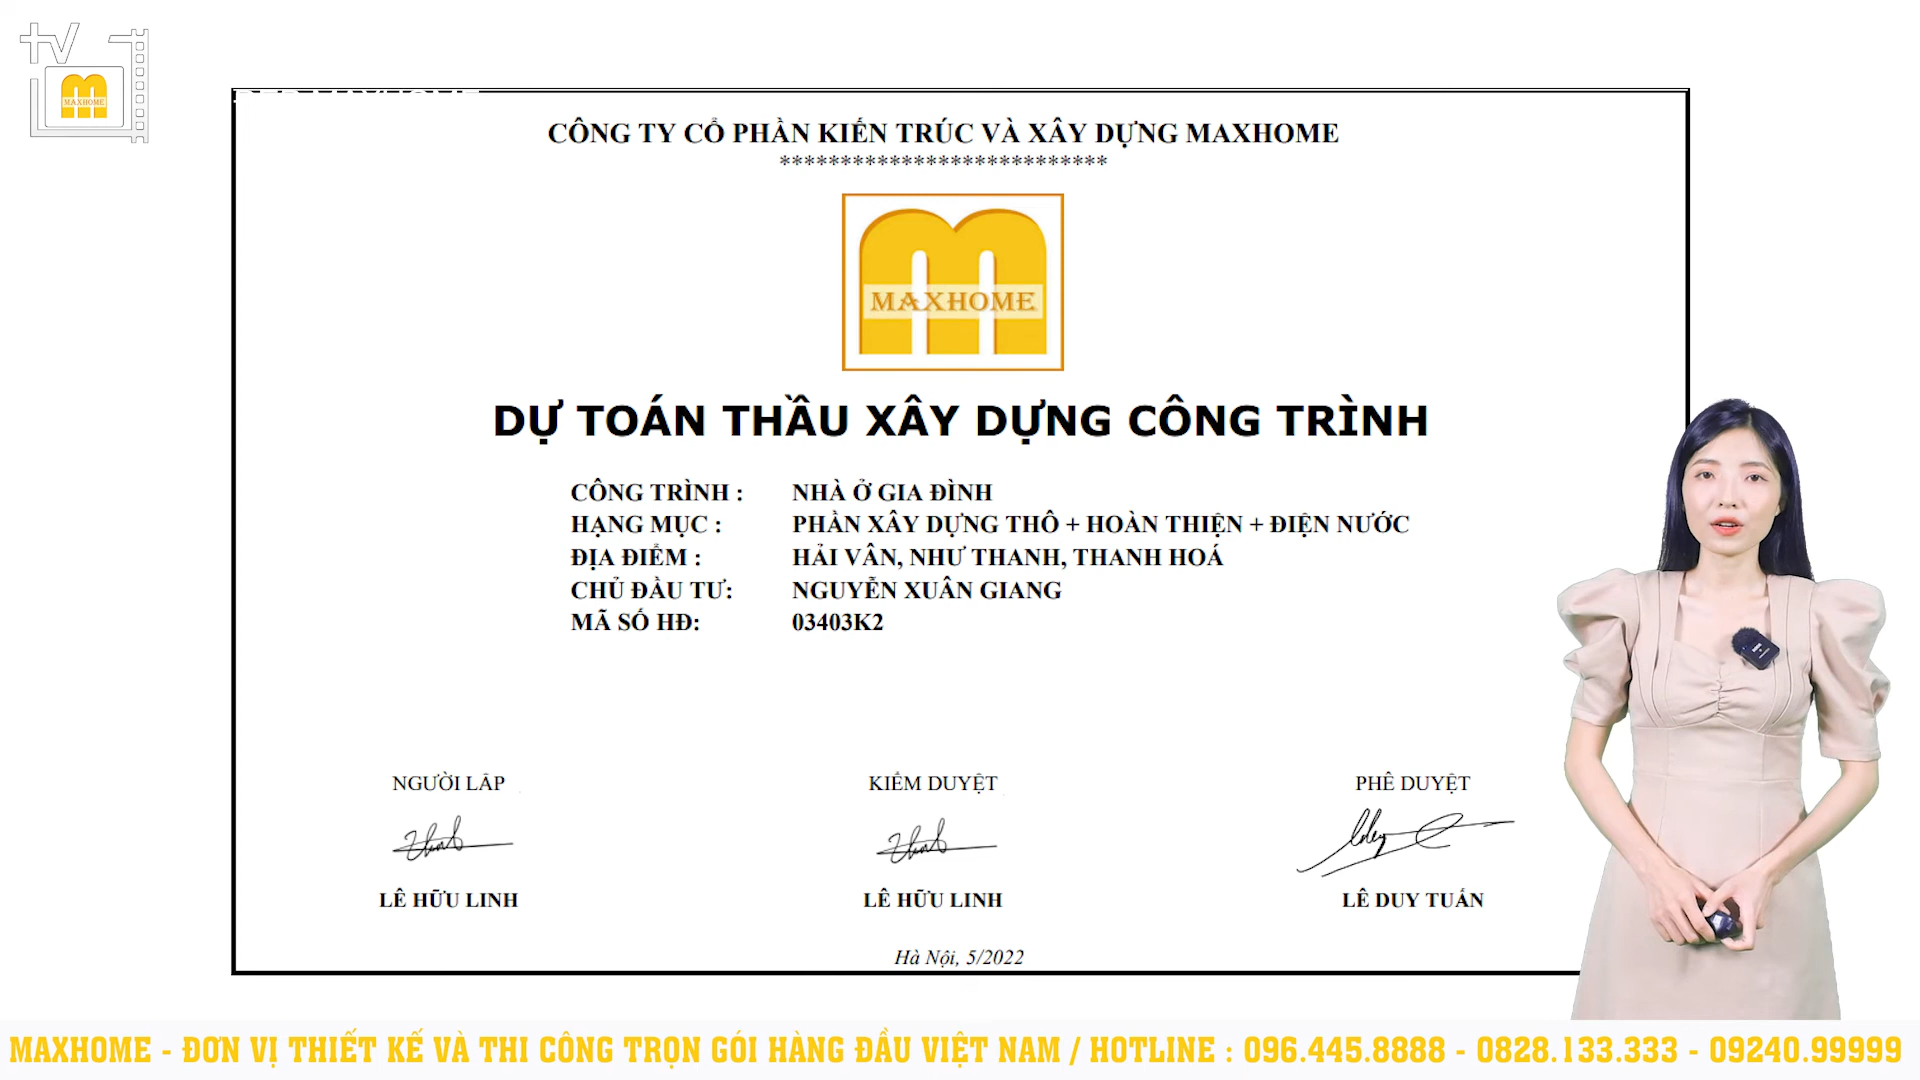 tv
MAXHOME
CÔNG TY CỔ PHẦN KIẾN TRÚC VÀ XÂY DỰNG MAXHOME
***************************
MAXHOME
DỰ TOÁN THẦU XÂY DỰNG CÔNG TRÌNH
CÔNG TRÌNH : NHÀ Ở GIA ĐÌNH
HẠNG MỤC : PHẦN XÂY DỰNG THÔ + HOÀN THIỆN + ĐIỆN NƯỚC
ĐỊA ĐIỂM : HẢI VÂN, NHƯ THANH, THANH HOÁ
CHỦ ĐẦU TƯ: NGUYỄN XUÂN GIANG
MÃ SỐ HĐ: 03403K2
NGƯỜI LẬP KIỂM DUYỆT PHÊ DUYỆT
LÊ HỮU LINH LÊ HỮU LINH LÊ DUY TUẤN
Hà Nội, 5/2022
MAXHOME - ĐƠN VỊ THIẾT KẾ VÀ THI CÔNG TRỌN GÓI HÀNG ĐẦU VIỆT NAM / HOTLINE : 096.445.8888 - 0828.133.333 - 09240.99999